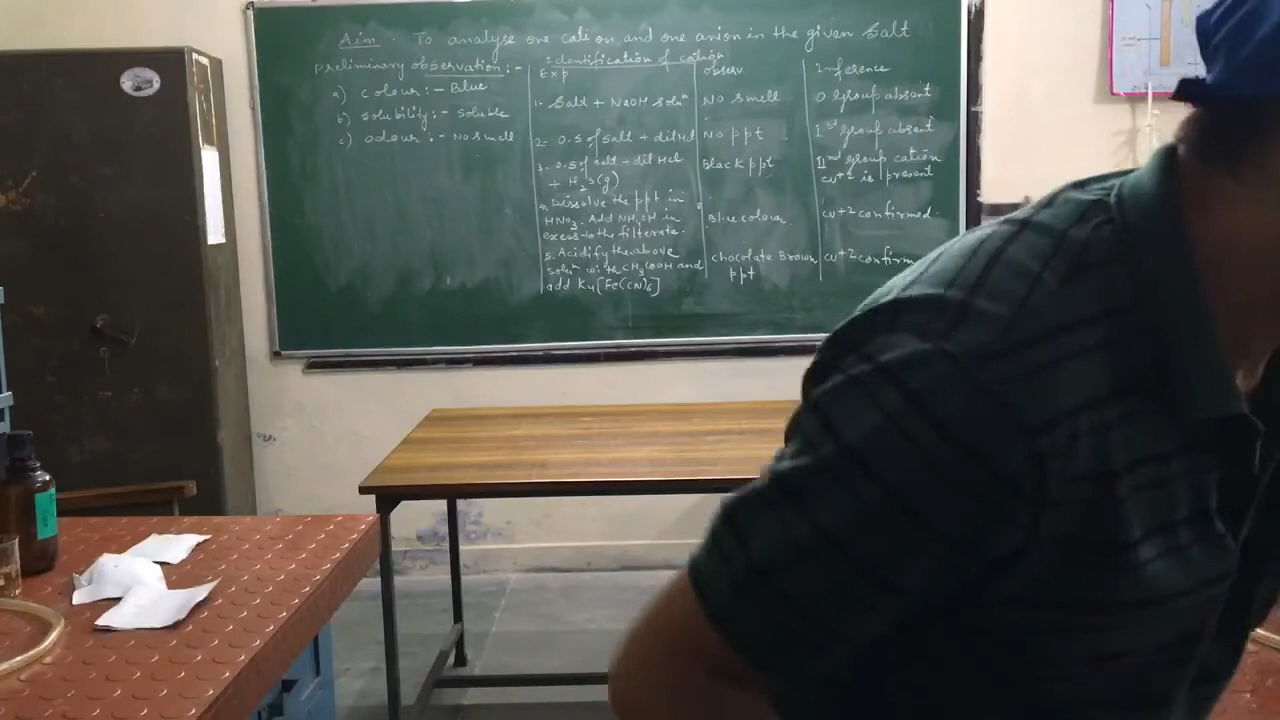 Aim :- To analyse one cation and one anion in the given salt
preliminary observation :-
a) colour :- Blue
b) solubility :- soluble
c) odour :- No smell
Identification of cation
Exp
observ
Inference
1. Salt + NaOH soluⁿ
No smell
0 group absent
2. 0.5 of salt + dil Hcl
No ppt
Iˢᵗ group absent
3. 0.5 of salt + dil Hcl
+ H₂S(g)
Black ppt
IIⁿᵈ group cation
cu+2 is present
4. Dissolve the ppt in
HNO₃. Add NH₄OH in
excess to the filterate.
Blue colour
cu+2 confirmed.
5. Acidify the above
soluⁿ with CH₃COOH and
add K₄[Fe(CN)₆]
chocolate Brown
ppt
cu+2 confirm